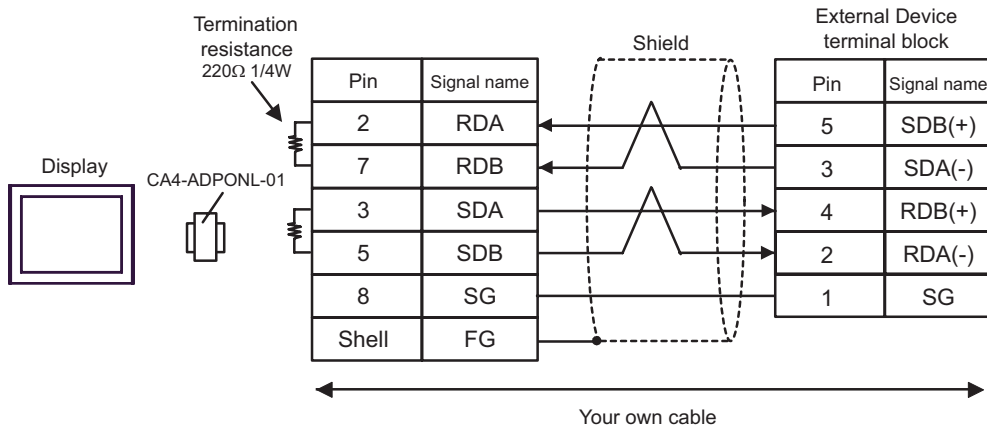 Termination
resistance
220Ω 1/4W
Shield
External Device
terminal block
Display
CA4-ADPONL-01
Pin Signal name
2 RDA
7 RDB
3 SDA
5 SDB
8 SG
Shell FG
Pin Signal name
5 SDB(+)
3 SDA(-)
4 RDB(+)
2 RDA(-)
1 SG
Your own cable